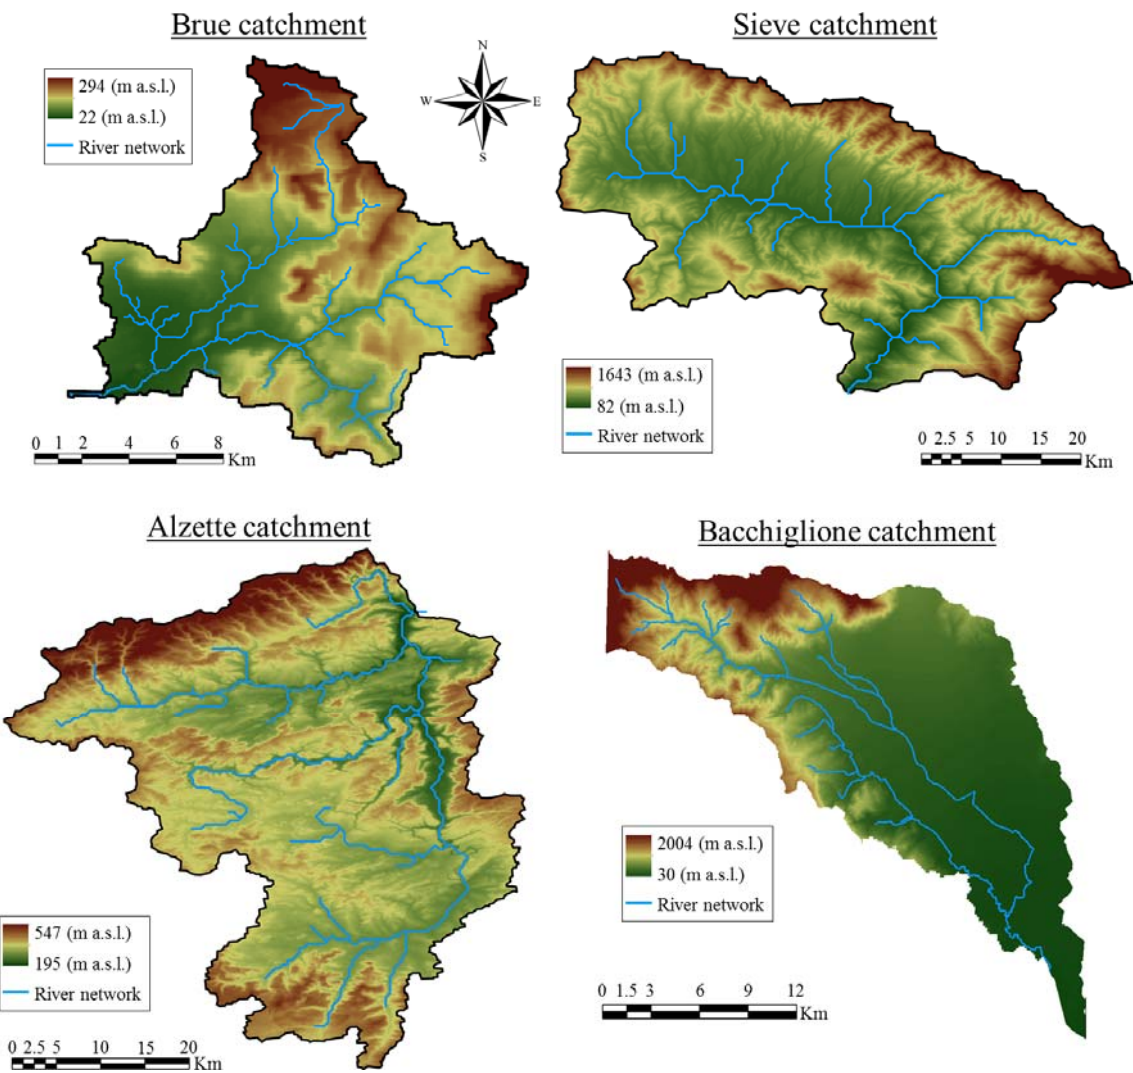 Brue catchment
294 (m a.s.l.)
22 (m a.s.l.)
River network
N
W
E
S
0 1 2 4 6 8
Km
Sieve catchment
1643 (m a.s.l.)
82 (m a.s.l.)
River network
0 2.5 5 10 15 20
Km
Alzette catchment
547 (m a.s.l.)
195 (m a.s.l.)
River network
0 2.5 5 10 15 20
Km
Bacchiglione catchment
2004 (m a.s.l.)
30 (m a.s.l.)
River network
0 1.5 3 6 9 12
Km